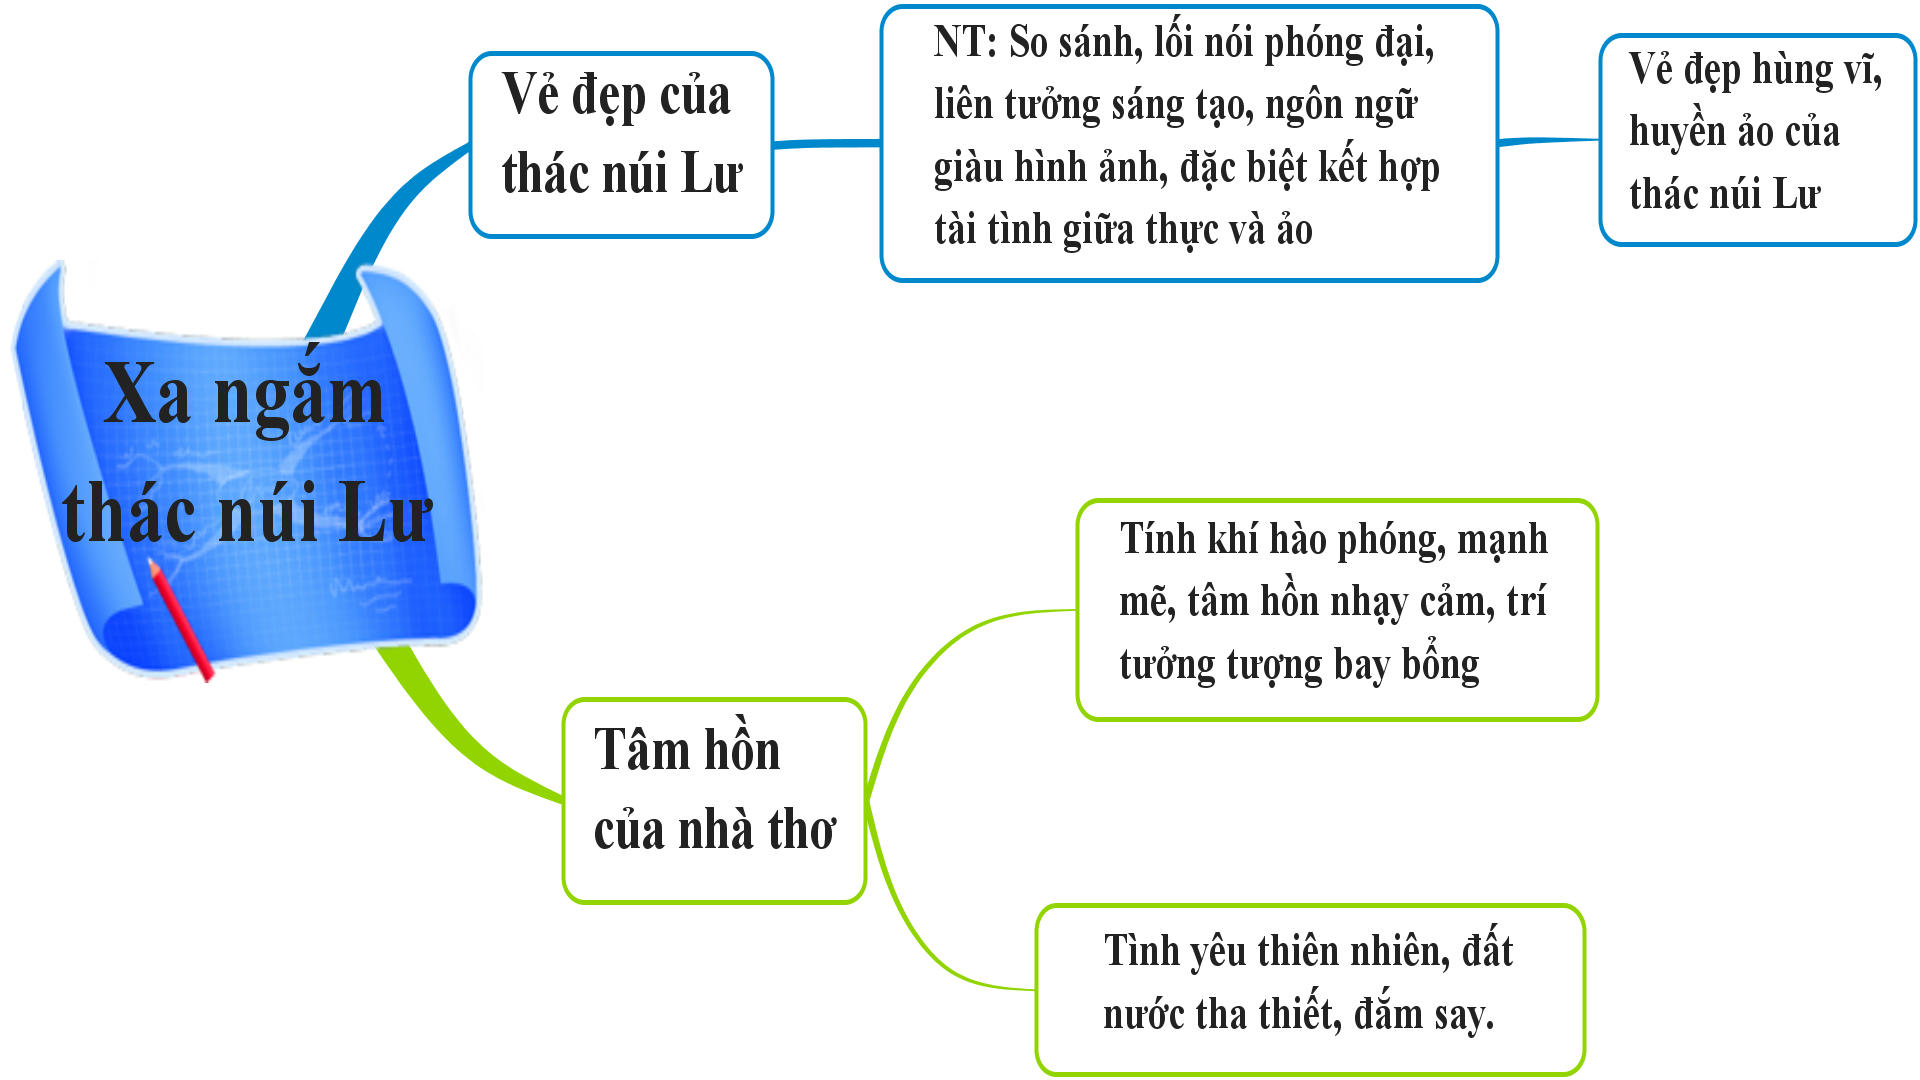 Xa ngắm
thác núi Lư
Vẻ đẹp của
thác núi Lư
NT: So sánh, lối nói phóng đại,
liên tưởng sáng tạo, ngôn ngữ
giàu hình ảnh, đặc biệt kết hợp
tài tình giữa thực và ảo
Vẻ đẹp hùng vĩ,
huyền ảo của
thác núi Lư
Tâm hồn
của nhà thơ
Tính khí hào phóng, mạnh
mẽ, tâm hồn nhạy cảm, trí
tưởng tượng bay bổng
Tình yêu thiên nhiên, đất
nước tha thiết, đắm say.